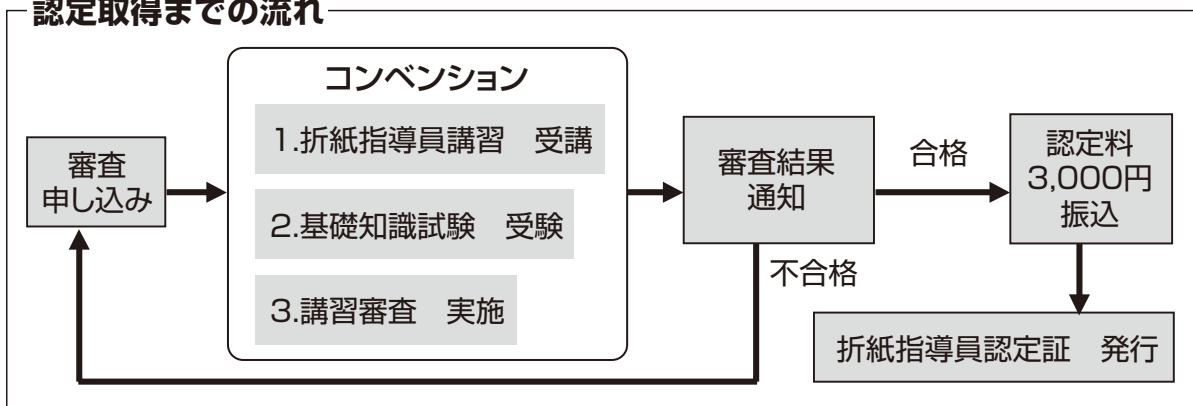 認定取得までの流れ
コンベンション
1.折紙指導員講習　受講
2.基礎知識試験　受験
3.講習審査　実施
審査
申し込み
審査結果
通知
合格
不合格
認定料
3,000円
振込
折紙指導員認定証　発行